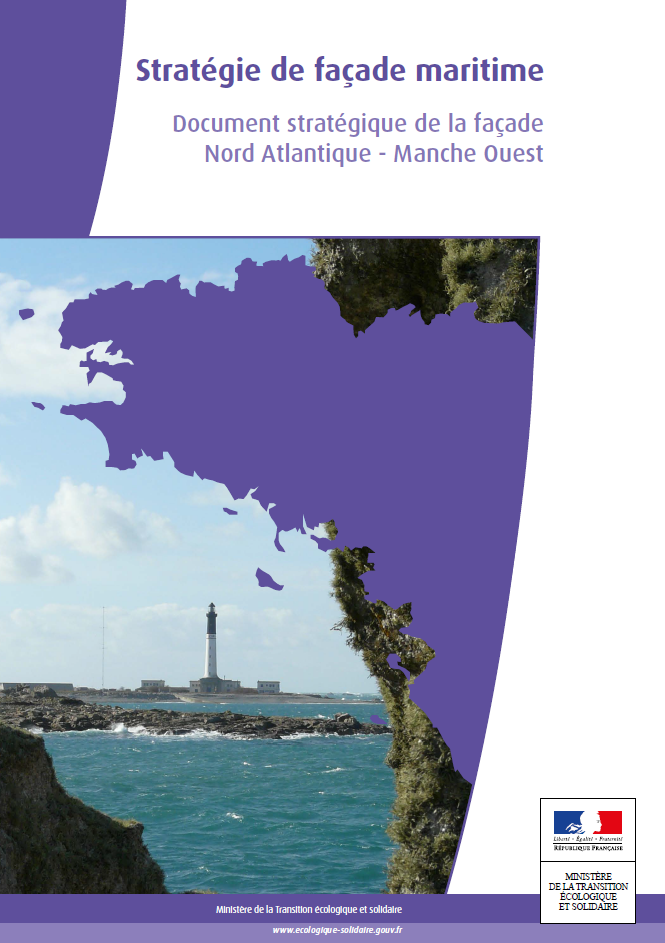 Stratégie de façade maritime
Document stratégique de la façade
Nord Atlantique - Manche Ouest
Liberté • Égalité • Fraternité
RÉPUBLIQUE FRANÇAISE
MINISTÈRE
DE LA TRANSITION
ÉCOLOGIQUE
ET SOLIDAIRE
Ministère de la Transition écologique et solidaire
www.ecologique-solidaire.gouv.fr